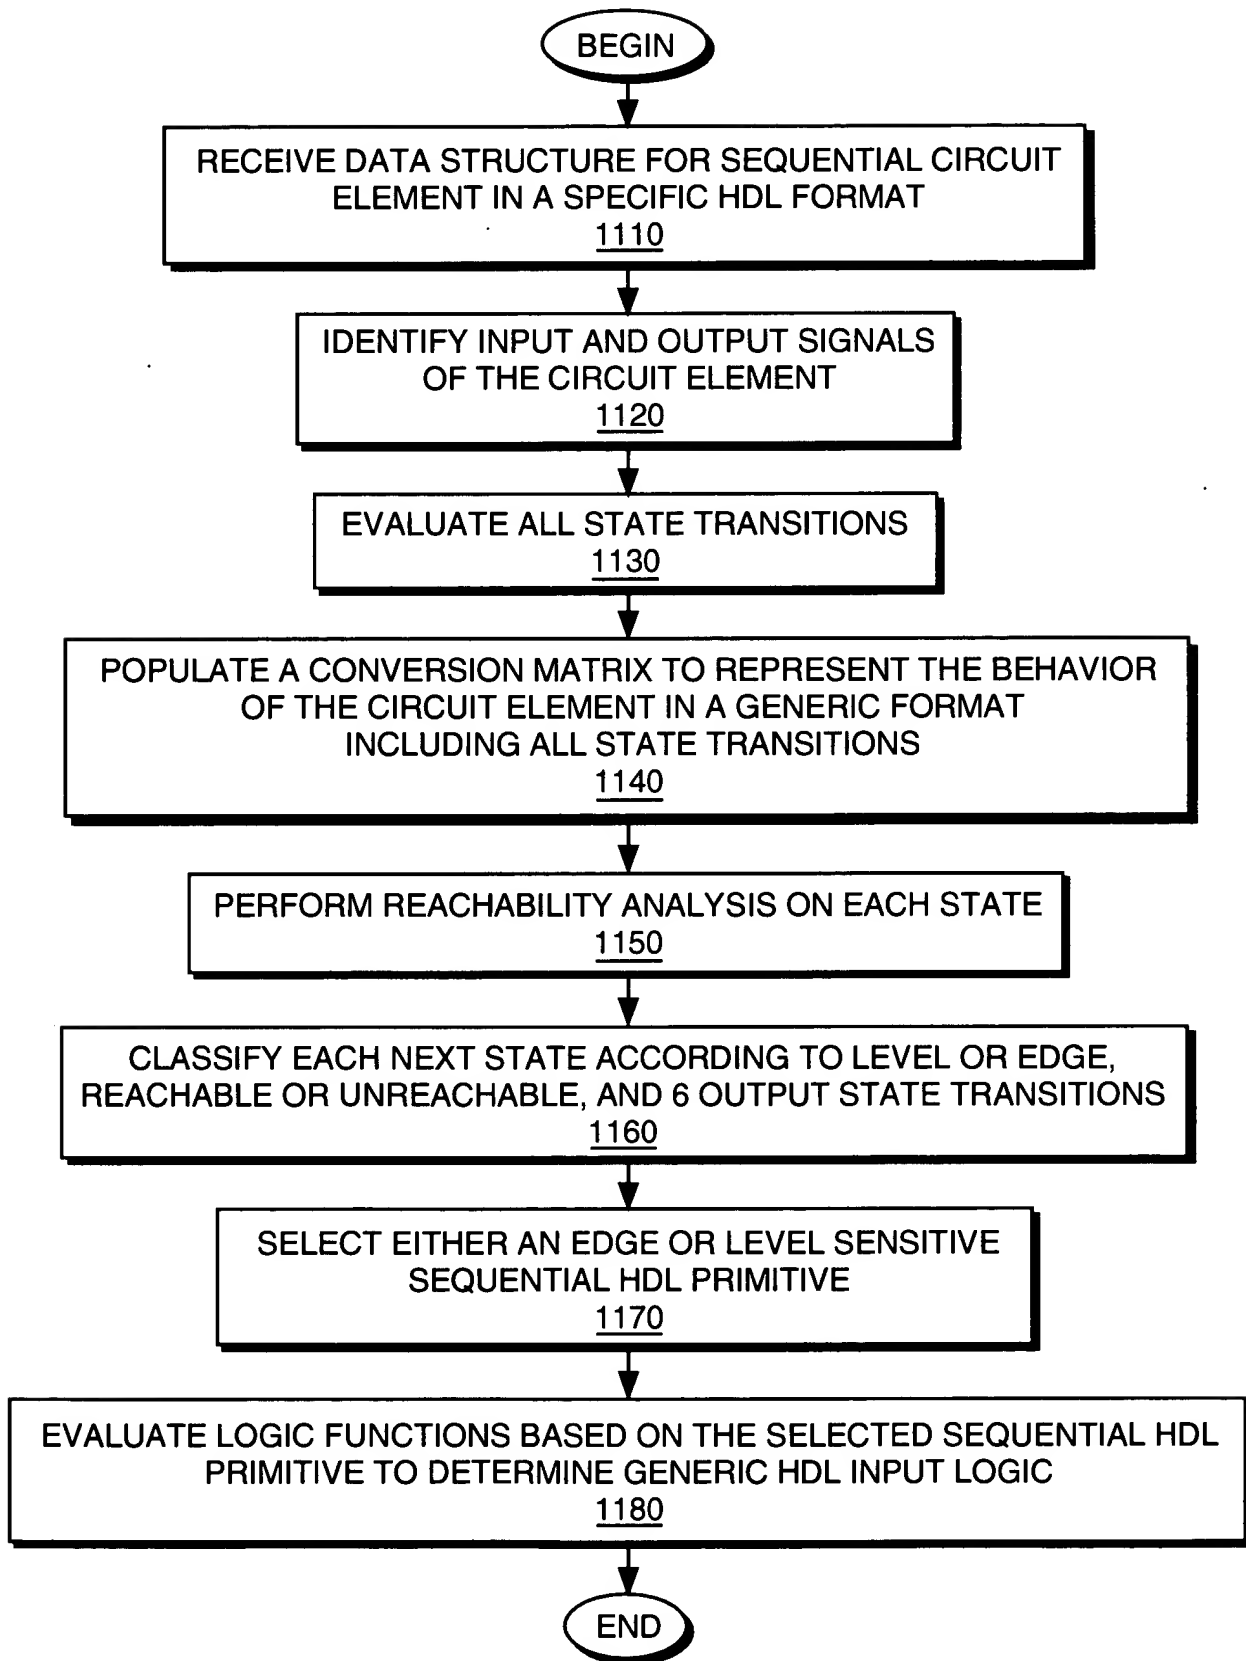 BEGIN
RECEIVE DATA STRUCTURE FOR SEQUENTIAL CIRCUIT
ELEMENT IN A SPECIFIC HDL FORMAT
1110
IDENTIFY INPUT AND OUTPUT SIGNALS
OF THE CIRCUIT ELEMENT
1120
EVALUATE ALL STATE TRANSITIONS
1130
POPULATE A CONVERSION MATRIX TO REPRESENT THE BEHAVIOR
OF THE CIRCUIT ELEMENT IN A GENERIC FORMAT
INCLUDING ALL STATE TRANSITIONS
1140
PERFORM REACHABILITY ANALYSIS ON EACH STATE
1150
CLASSIFY EACH NEXT STATE ACCORDING TO LEVEL OR EDGE,
REACHABLE OR UNREACHABLE, AND 6 OUTPUT STATE TRANSITIONS
1160
SELECT EITHER AN EDGE OR LEVEL SENSITIVE
SEQUENTIAL HDL PRIMITIVE
1170
EVALUATE LOGIC FUNCTIONS BASED ON THE SELECTED SEQUENTIAL HDL
PRIMITIVE TO DETERMINE GENERIC HDL INPUT LOGIC
1180
END